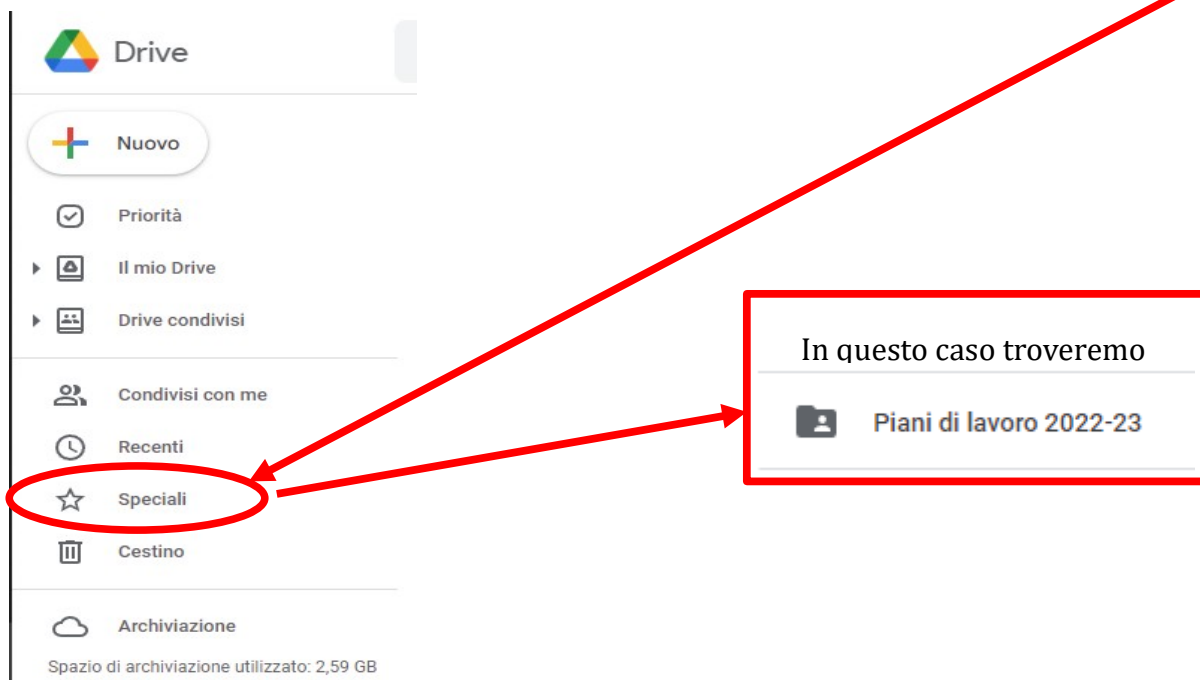 Drive
Nuovo
Priorità
Il mio Drive
Drive condivisi
Condivisi con me
Recenti
Speciali
Cestino
Archiviazione
Spazio di archiviazione utilizzato: 2,59 GB
In questo caso troveremo
Piani di lavoro 2022-23